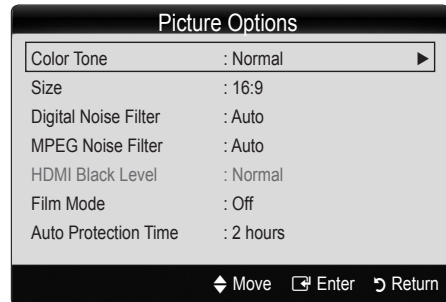 Picture Options
Color Tone : Normal ►
Size : 16:9
Digital Noise Filter : Auto
MPEG Noise Filter : Auto
HDMI Black Level : Normal
Film Mode : Off
Auto Protection Time : 2 hours
Move Enter Return